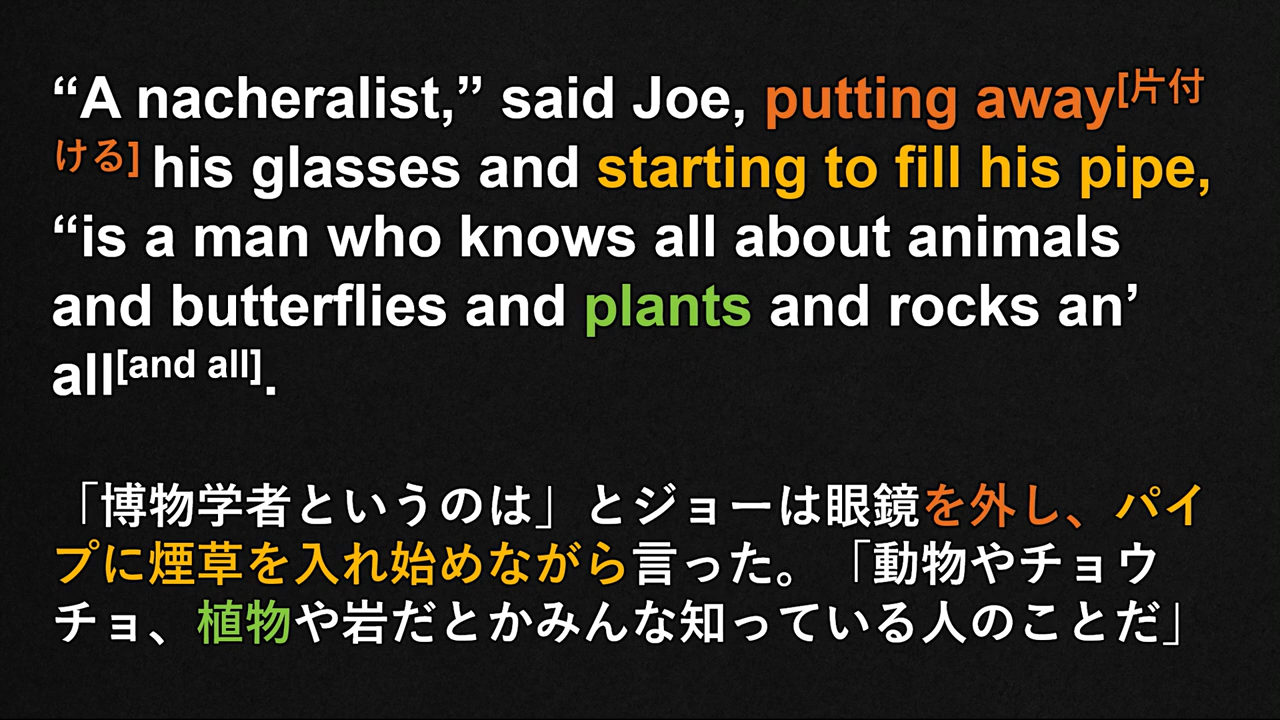 “A nacheralist,” said Joe, putting away[片付
ける] his glasses and starting to fill his pipe,
“is a man who knows all about animals
and butterflies and plants and rocks an’
all[and all].
「博物学者というのは」とジョーは眼鏡を外し、パイ
プに煙草を入れ始めながら言った。「動物やチョウ
チョ、植物や岩だとかみんな知っている人のことだ」